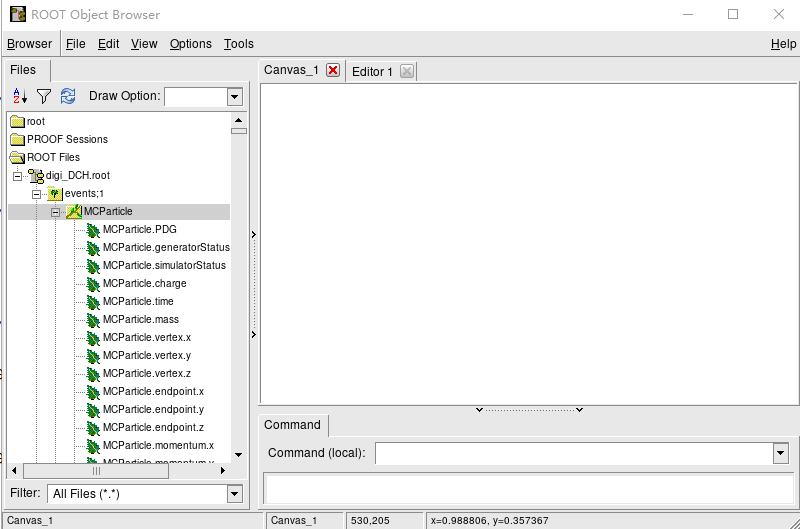 ROOT Object Browser
Browser File Edit View Options Tools Help
Files
Canvas_1 Editor 1
Draw Option:
root
PROOF Sessions
ROOT Files
digi_DCH.root
events;1
MCParticle
MCParticle.PDG
MCParticle.generatorStatus
MCParticle.simulatorStatus
MCParticle.charge
MCParticle.time
MCParticle.mass
MCParticle.vertex.x
MCParticle.vertex.y
MCParticle.vertex.z
MCParticle.endpoint.x
MCParticle.endpoint.y
MCParticle.endpoint.z
MCParticle.momentum.x
Command
Command (local):
Filter: All Files (*.*)
Canvas_1 Canvas_1 530,205 x=0.988806, y=0.357367